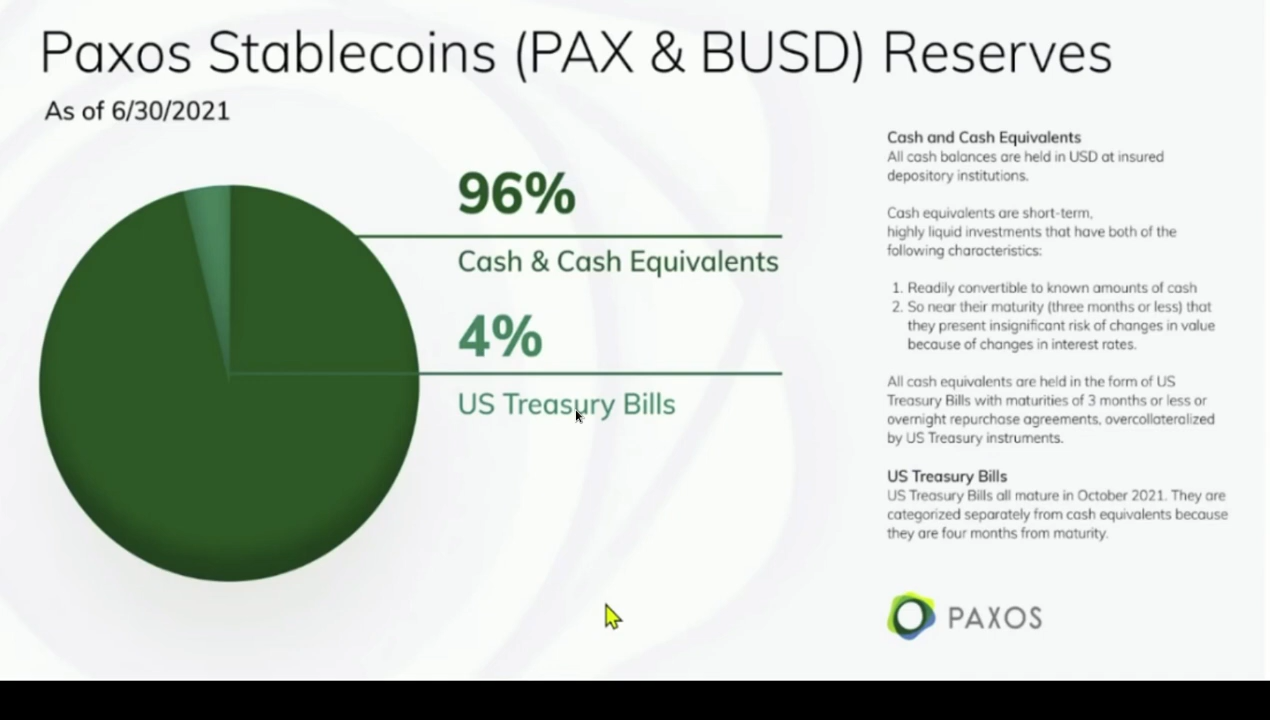 Paxos Stablecoins (PAX & BUSD) Reserves
As of 6/30/2021
96%
Cash & Cash Equivalents
4%
US Treasury Bills
Cash and Cash Equivalents
All cash balances are held in USD at insured
depository institutions.
Cash equivalents are short-term,
highly liquid investments that have both of the
following characteristics:
1. Readily convertible to known amounts of cash
2. So near their maturity (three months or less) that
they present insignificant risk of changes in value
because of changes in interest rates.
All cash equivalents are held in the form of US
Treasury Bills with maturities of 3 months or less or
overnight repurchase agreements, overcollateralized
by US Treasury instruments.
US Treasury Bills
US Treasury Bills all mature in October 2021. They are
categorized separately from cash equivalents because
they are four months from maturity.
PAXOS